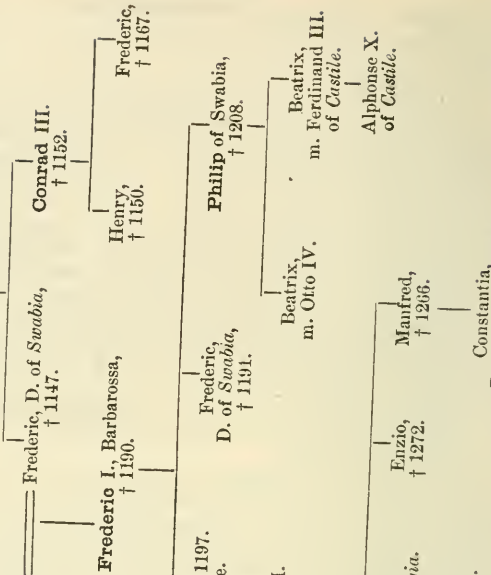 Frederic, D. of Swabia,
† 1147.
Conrad III.
† 1152.
Frederic I., Barbarossa,
† 1190.
Henry,
† 1150.
Frederic,
† 1167.
1197.
e.
Frederic,
D. of Swabia,
† 1191.
Philip of Swabia,
† 1208.
I.
Beatrix,
m. Otto IV.
Beatrix,
m. Ferdinand III.
of Castile.
Alphonse X.
of Castile.
via.
Enzio,
† 1272.
Manfred,
† 1266.
Constantia,